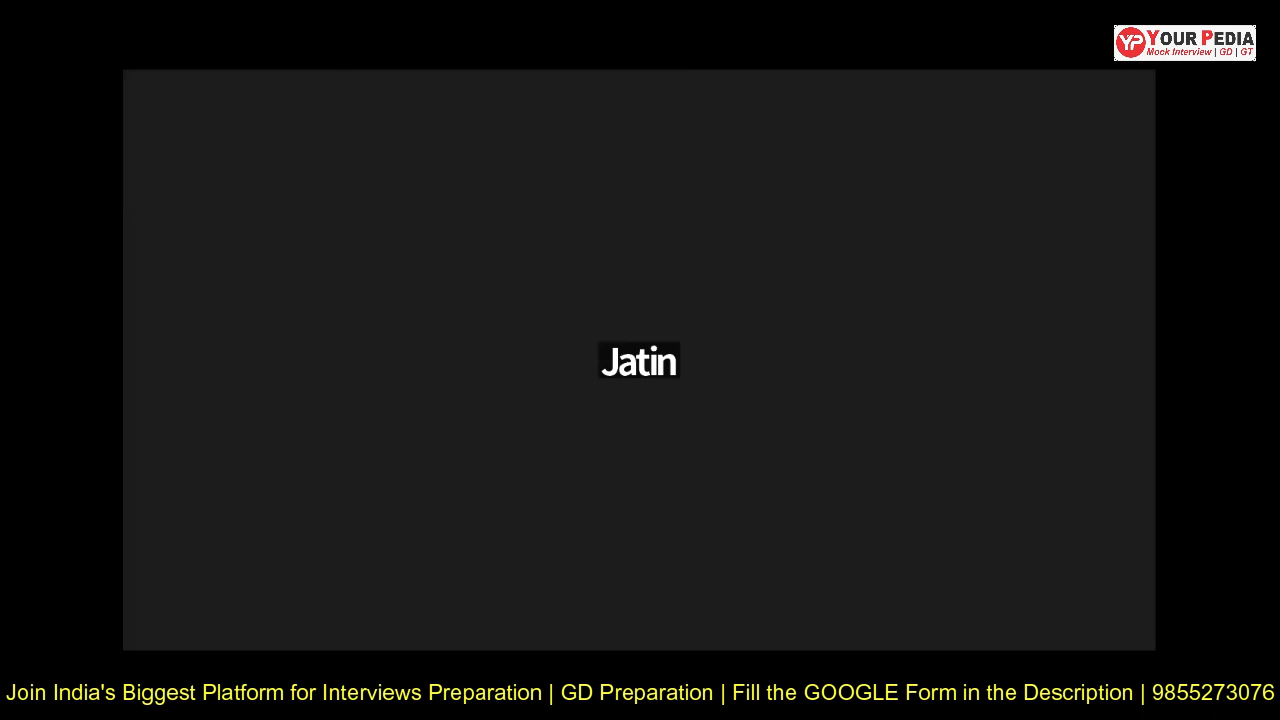 YP YOUR PEDIA
Mock Interview | GD | GT
Jatin
Join India's Biggest Platform for Interviews Preparation | GD Preparation | Fill the GOOGLE Form in the Description | 9855273076